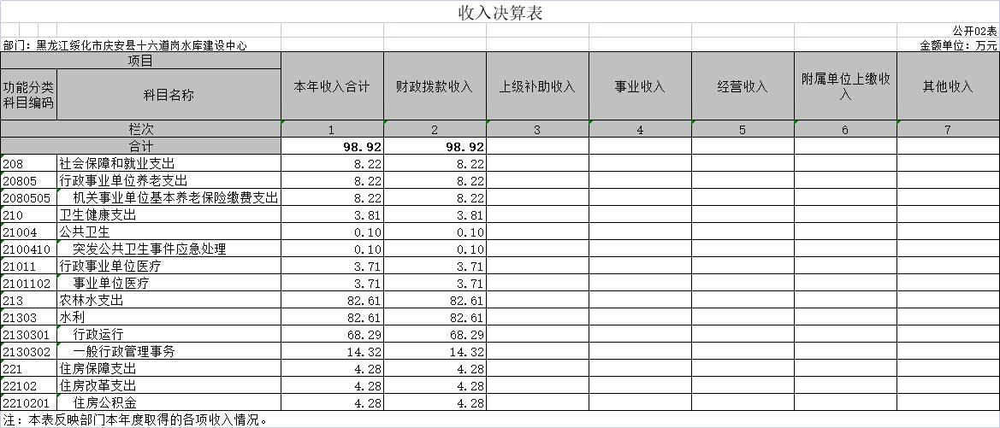 收入决算表
公开02表
部门：黑龙江绥化市庆安县十六道岗水库建设中心 金额单位：万元
项目 本年收入合计 财政拨款收入 上级补助收入 事业收入 经营收入 附属单位上缴收入 其他收入
功能分类科目编码 科目名称
栏次 1 2 3 4 5 6 7
合计 98.92 98.92
208 社会保障和就业支出 8.22 8.22
20805 行政事业单位养老支出 8.22 8.22
2080505 机关事业单位基本养老保险缴费支出 8.22 8.22
210 卫生健康支出 3.81 3.81
21004 公共卫生 0.10 0.10
2100410 突发公共卫生事件应急处理 0.10 0.10
21011 行政事业单位医疗 3.71 3.71
2101102 事业单位医疗 3.71 3.71
213 农林水支出 82.61 82.61
21303 水利 82.61 82.61
2130301 行政运行 68.29 68.29
2130302 一般行政管理事务 14.32 14.32
221 住房保障支出 4.28 4.28
22102 住房改革支出 4.28 4.28
2210201 住房公积金 4.28 4.28
注：本表反映部门本年度取得的各项收入情况。